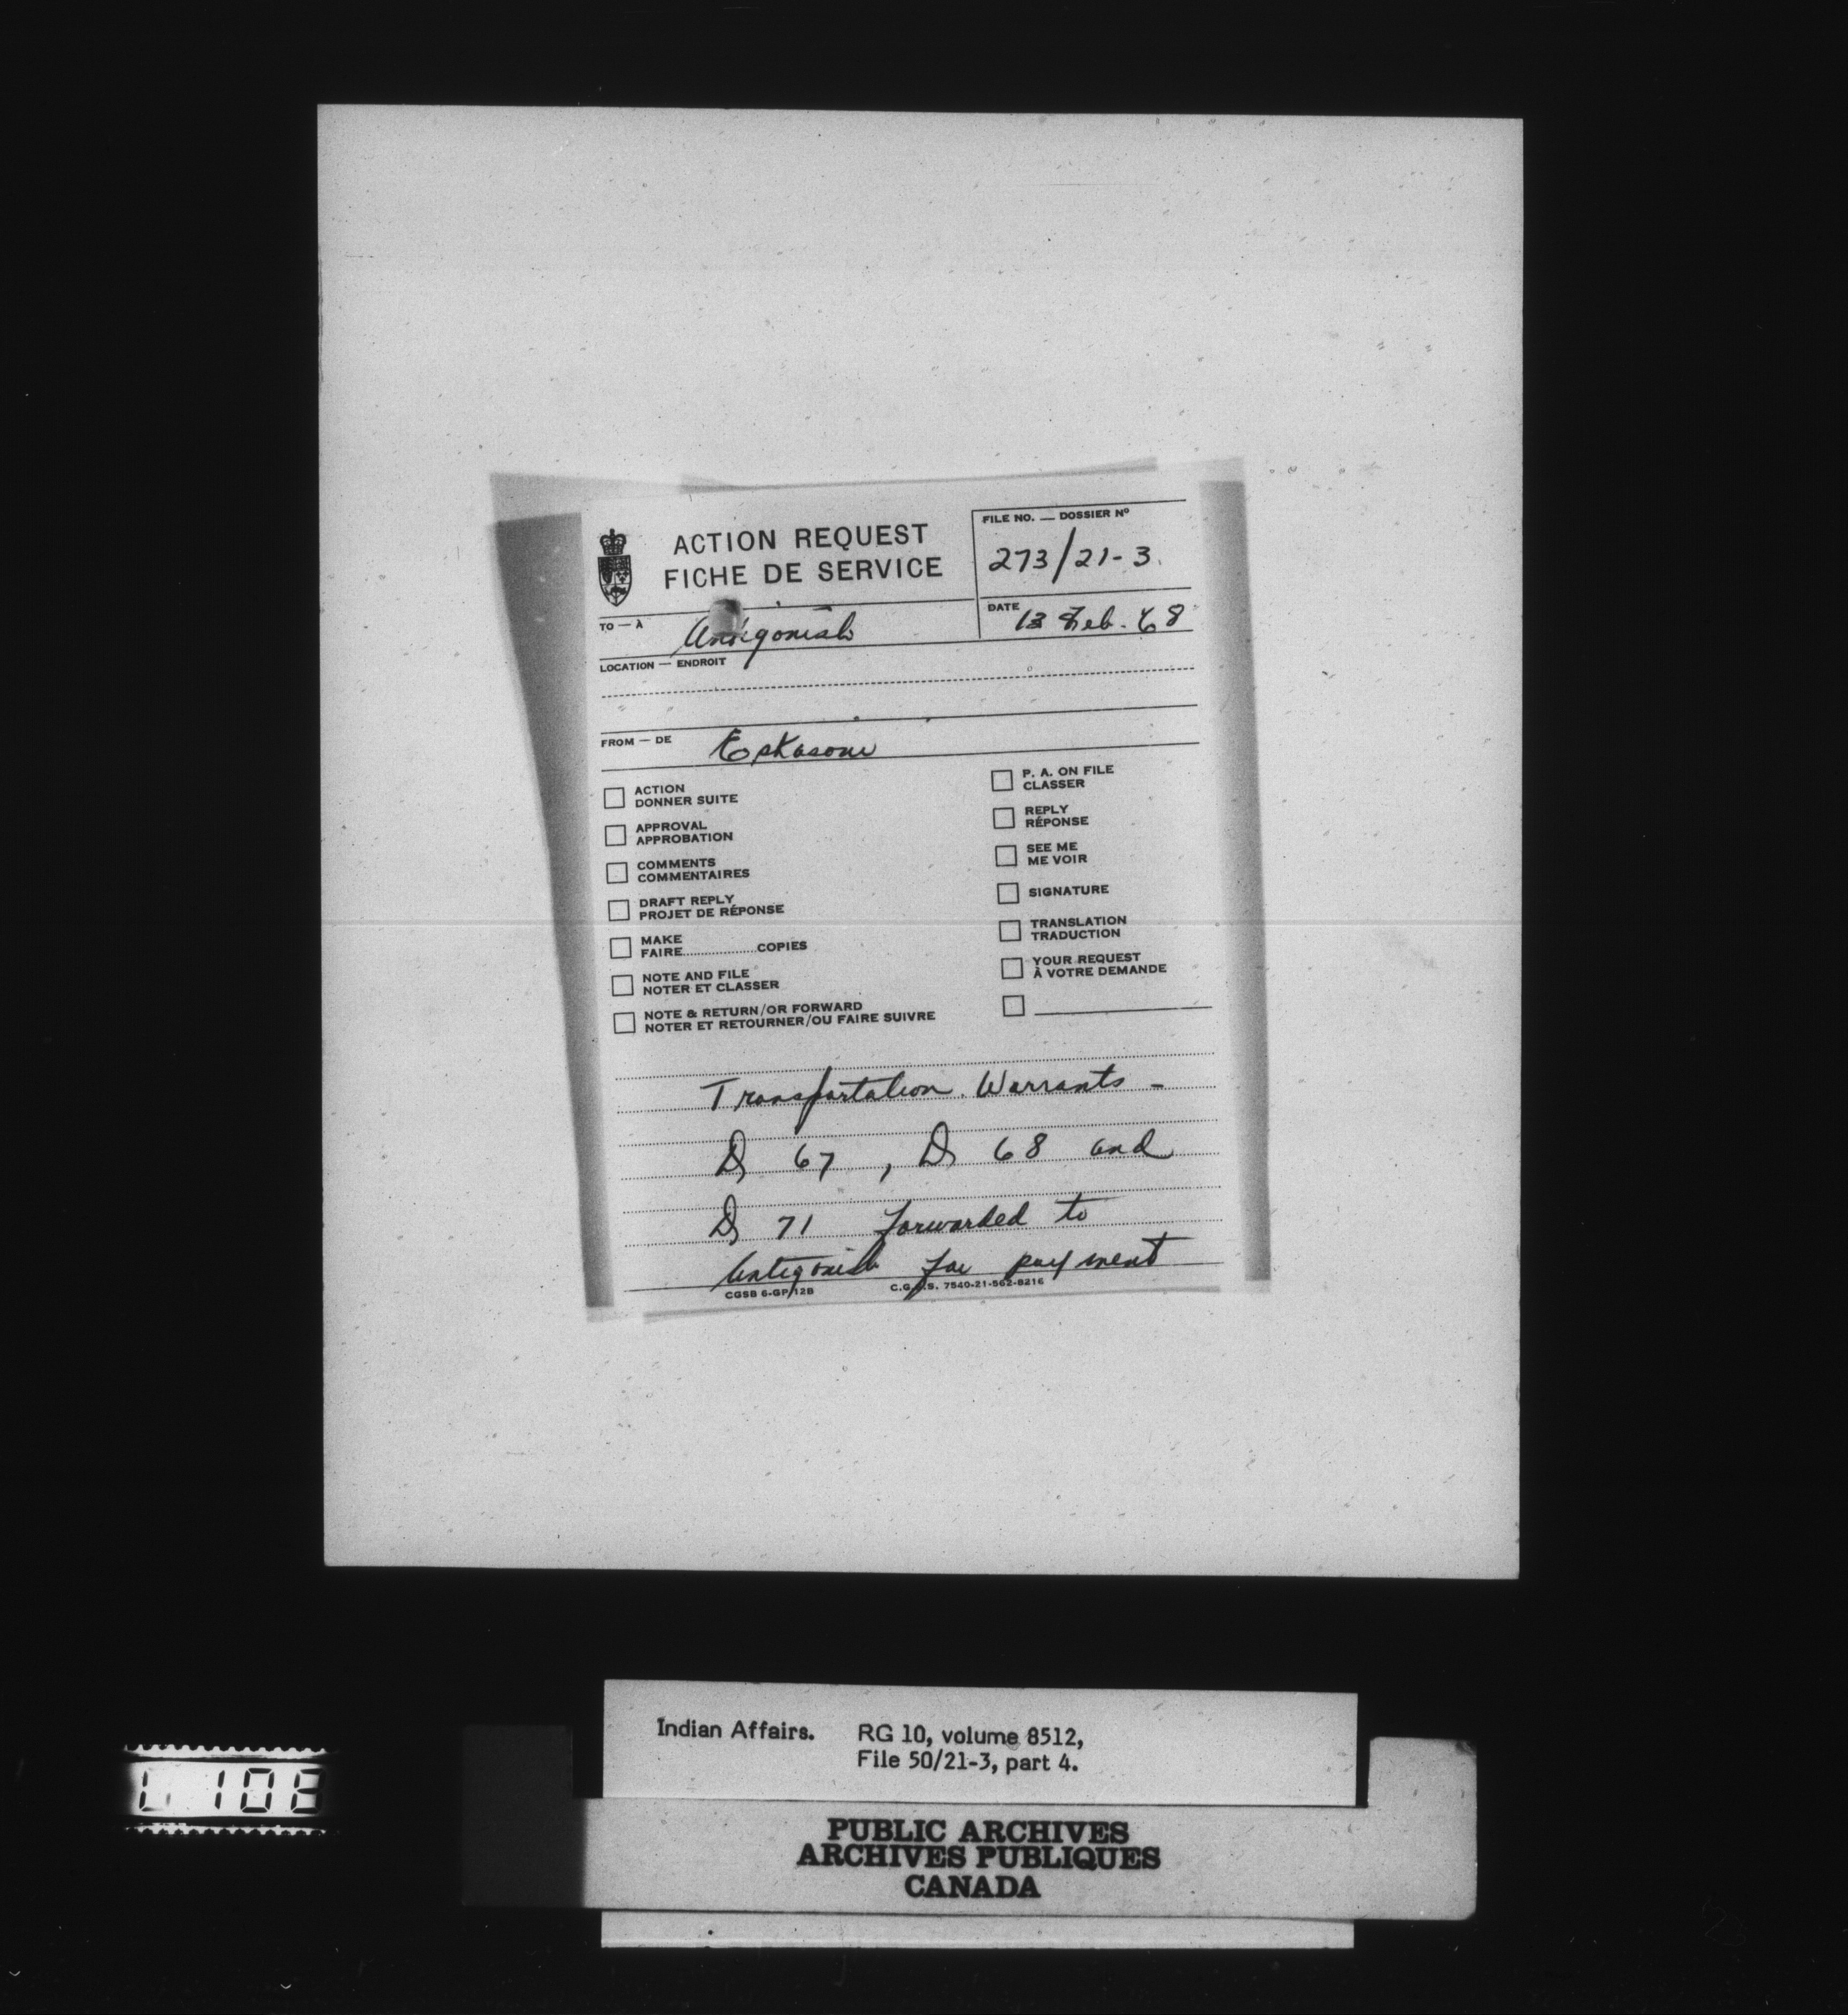 ACTION REQUEST
FICHE DE SERVICE
FILE NO. — DOSSIER Nº
273/21-3.
DATE 13 Feb. 68
TO — À Antigonish
LOCATION — ENDROIT
FROM — DE Eskasoni
ACTION
DONNER SUITE
APPROVAL
APPROBATION
COMMENTS
COMMENTAIRES
DRAFT REPLY
PROJET DE RÉPONSE
MAKE
FAIRE..................COPIES
NOTE AND FILE
NOTER ET CLASSER
NOTE & RETURN/OR FORWARD
NOTER ET RETOURNER/OU FAIRE SUIVRE
P. A. ON FILE
CLASSER
REPLY
RÉPONSE
SEE ME
ME VOIR
SIGNATURE
TRANSLATION
TRADUCTION
YOUR REQUEST
À VOTRE DEMANDE
Transportation Warrants -
D 67, D 68 and
D 71 forwarded to
Antigonish for payment
CGSB 6-GP/12B C.G.S.S. 7540-21-562-8216
Indian Affairs. RG 10, volume 8512,
File 50/21-3, part 4.
PUBLIC ARCHIVES
ARCHIVES PUBLIQUES
CANADA